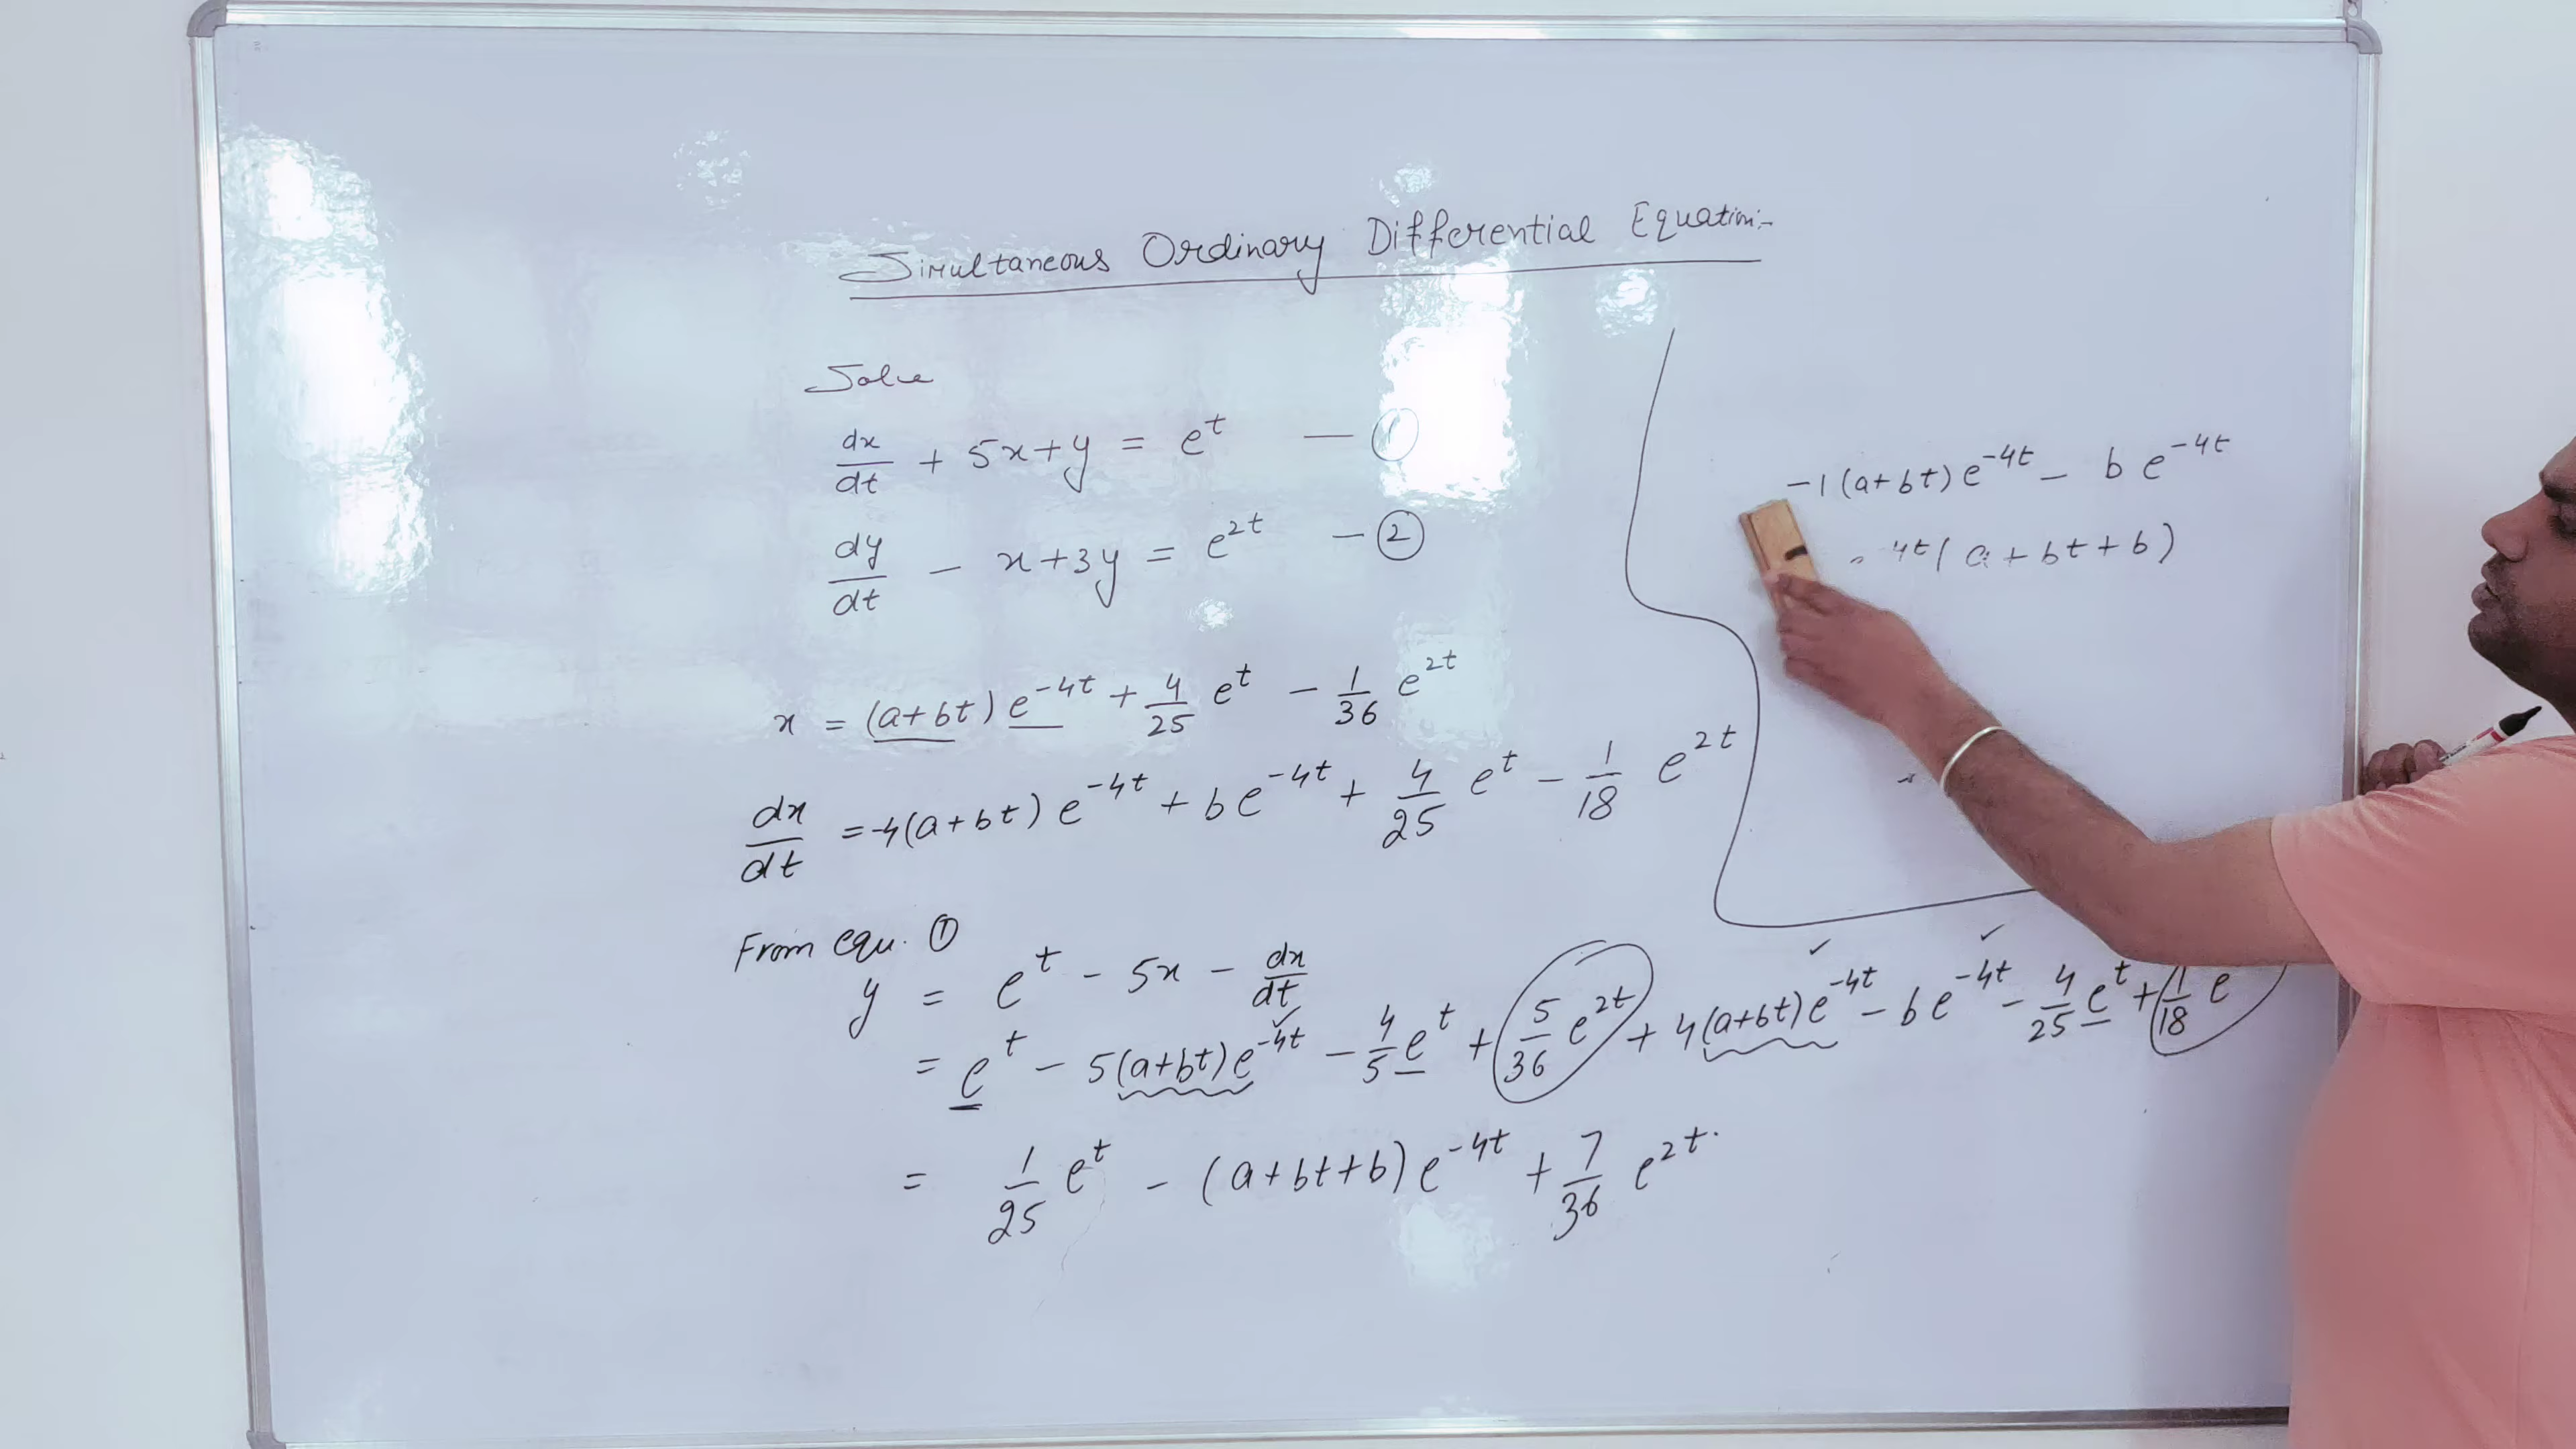 Simultaneous Ordinary Differential Equation:-
Solve
dx/dt + 5x + y = e^t — ①
dy/dt - x + 3y = e^2t — ②
x = (a+bt) e^-4t + 4/25 e^t - 1/36 e^2t
dx/dt = -4(a+bt) e^-4t + b e^-4t + 4/25 e^t - 1/18 e^2t
From equ. ①
y = e^t - 5x - dx/dt
= e^t - 5(a+bt)e^-4t - 4/5 e^t + 5/36 e^2t + 4(a+bt)e^-4t - b e^-4t - 4/25 e^t + 1/18 e
= 1/25 e^t - (a+bt+b) e^-4t + 7/36 e^2t.
-1(a+bt) e^-4t - b e^-4t
4t (a+bt+b)